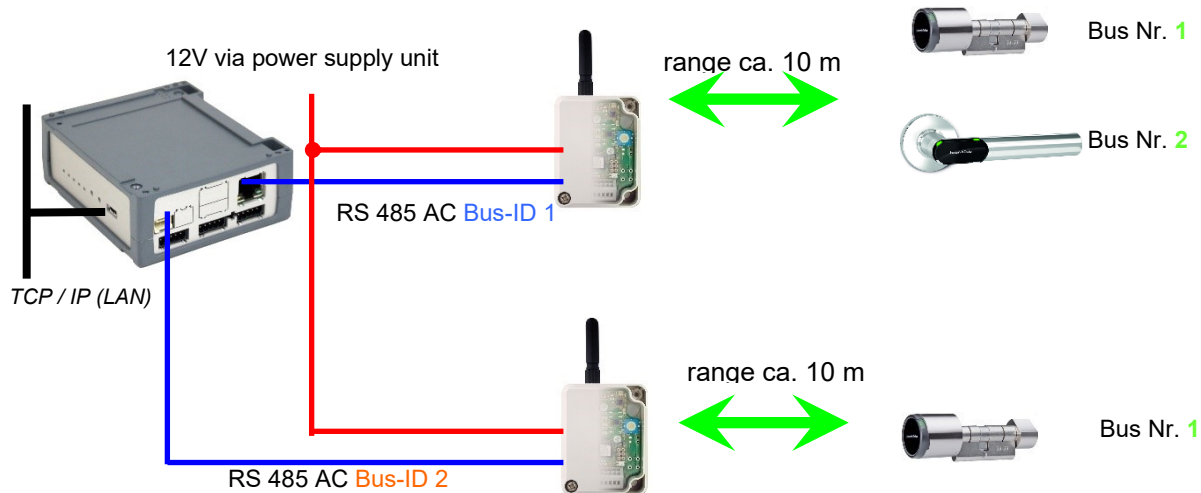 12V via power supply unit
range ca. 10 m
Bus Nr. 1
Bus Nr. 2
RS 485 AC Bus-ID 1
TCP / IP (LAN)
range ca. 10 m
Bus Nr. 1
RS 485 AC Bus-ID 2